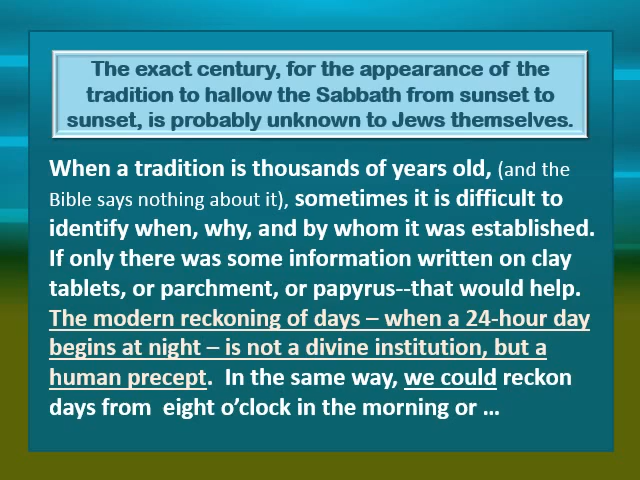 The exact century, for the appearance of the
tradition to hallow the Sabbath from sunset to
sunset, is probably unknown to Jews themselves.
When a tradition is thousands of years old, (and the
Bible says nothing about it), sometimes it is difficult to
identify when, why, and by whom it was established.
If only there was some information written on clay
tablets, or parchment, or papyrus--that would help.
The modern reckoning of days – when a 24-hour day
begins at night – is not a divine institution, but a
human precept.  In the same way, we could reckon
days from  eight o’clock in the morning or …